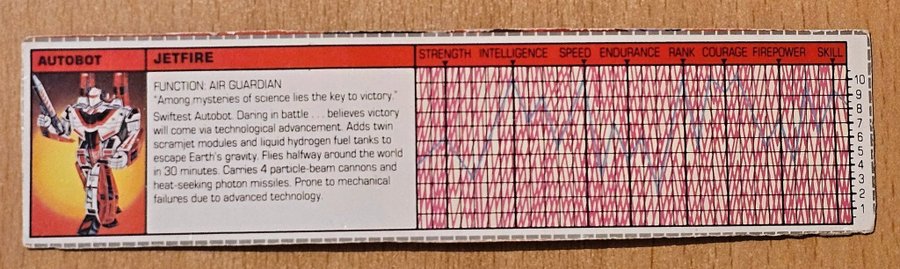 AUTOBOT
JETFIRE
FUNCTION: AIR GUARDIAN
"Among mysteries of science lies the key to victory."
Swiftest Autobot. Daring in battle . . . believes victory
will come via technological advancement. Adds twin
scramjet modules and liquid hydrogen fuel tanks to
escape Earth's gravity. Flies halfway around the world
in 30 minutes. Carries 4 particle-beam cannons and
heat-seeking photon missiles. Prone to mechanical
failures due to advanced technology.
STRENGTH INTELLIGENCE SPEED ENDURANCE RANK COURAGE FIREPOWER SKILL
10
9
8
7
6
5
4
3
2
1